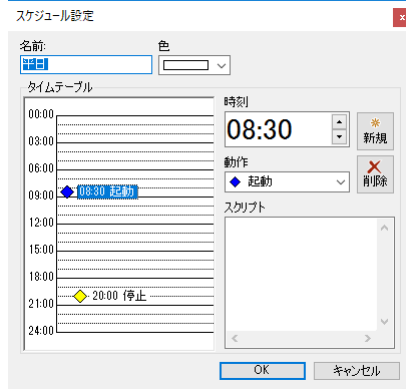 スケジュール設定
名前:
色
平日
タイムテーブル
00:00
03:00
06:00
09:00
12:00
15:00
18:00
21:00
24:00
08:30 起動
20:00 停止
時刻
08:30
新規
動作
起動
削除
スクリプト
OK
キャンセル